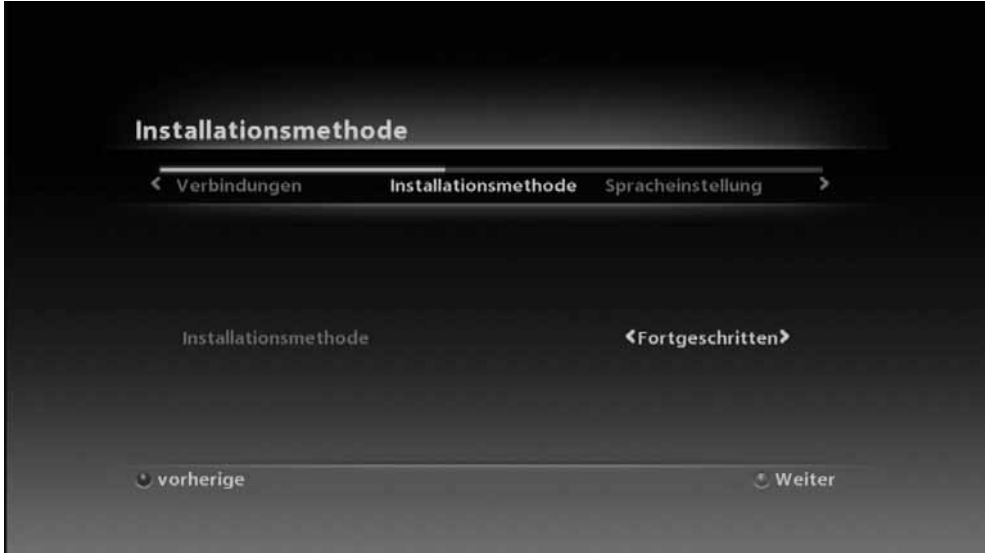 Installationsmethode
Verbindungen Installationsmethode Spracheinstellung
Installationsmethode Fortgeschritten
vorherige Weiter